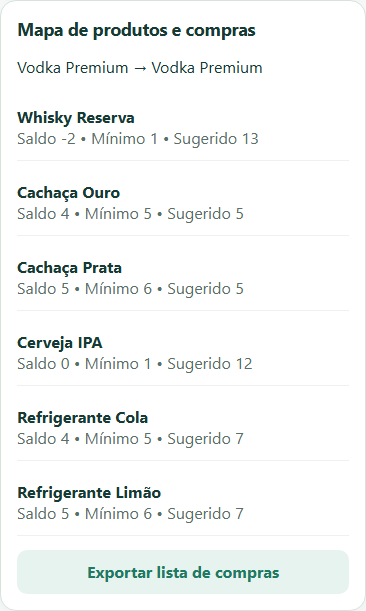 Mapa de produtos e compras
Vodka Premium → Vodka Premium
Whisky Reserva
Saldo -2 • Mínimo 1 • Sugerido 13
Cachaça Ouro
Saldo 4 • Mínimo 5 • Sugerido 5
Cachaça Prata
Saldo 5 • Mínimo 6 • Sugerido 5
Cerveja IPA
Saldo 0 • Mínimo 1 • Sugerido 12
Refrigerante Cola
Saldo 4 • Mínimo 5 • Sugerido 7
Refrigerante Limão
Saldo 5 • Mínimo 6 • Sugerido 7
Exportar lista de compras